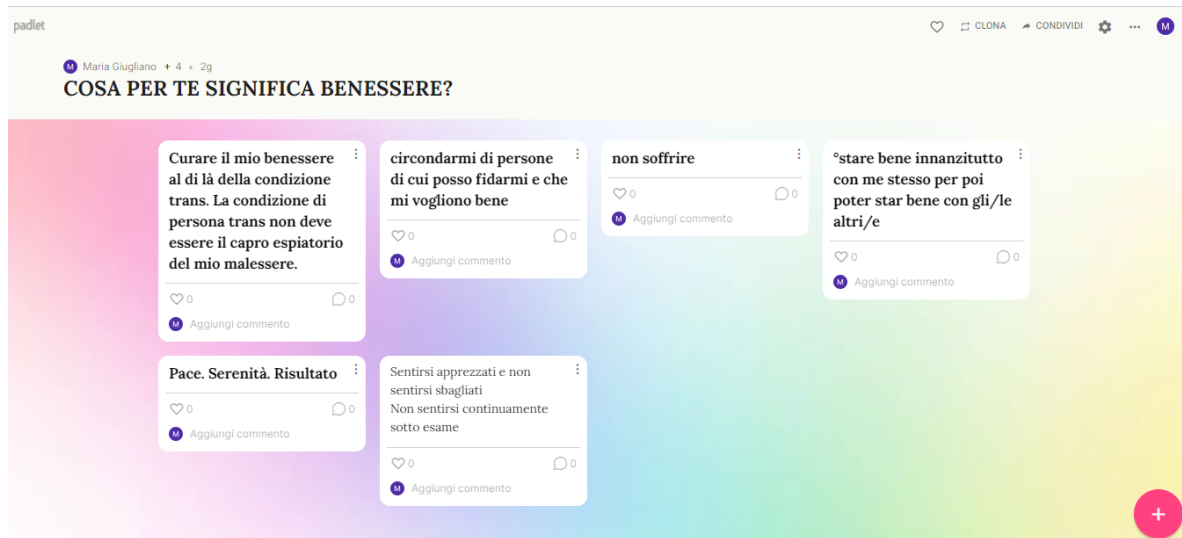 padlet
CLONA
CONDIVIDI
M
M Maria Giugliano + 4 • 2g
COSA PER TE SIGNIFICA BENESSERE?
Curare il mio benessere
al di là della condizione
trans. La condizione di
persona trans non deve
essere il capro espiatorio
del mio malessere.
0 0
M Aggiungi commento
circondarmi di persone
di cui posso fidarmi e che
mi vogliono bene
0 0
M Aggiungi commento
non soffrire
0 0
M Aggiungi commento
°stare bene innanzitutto
con me stesso per poi
poter star bene con gli/le
altri/e
0 0
M Aggiungi commento
Pace. Serenità. Risultato
0 0
M Aggiungi commento
Sentirsi apprezzati e non
sentirsi sbagliati
Non sentirsi continuamente
sotto esame
0 0
M Aggiungi commento